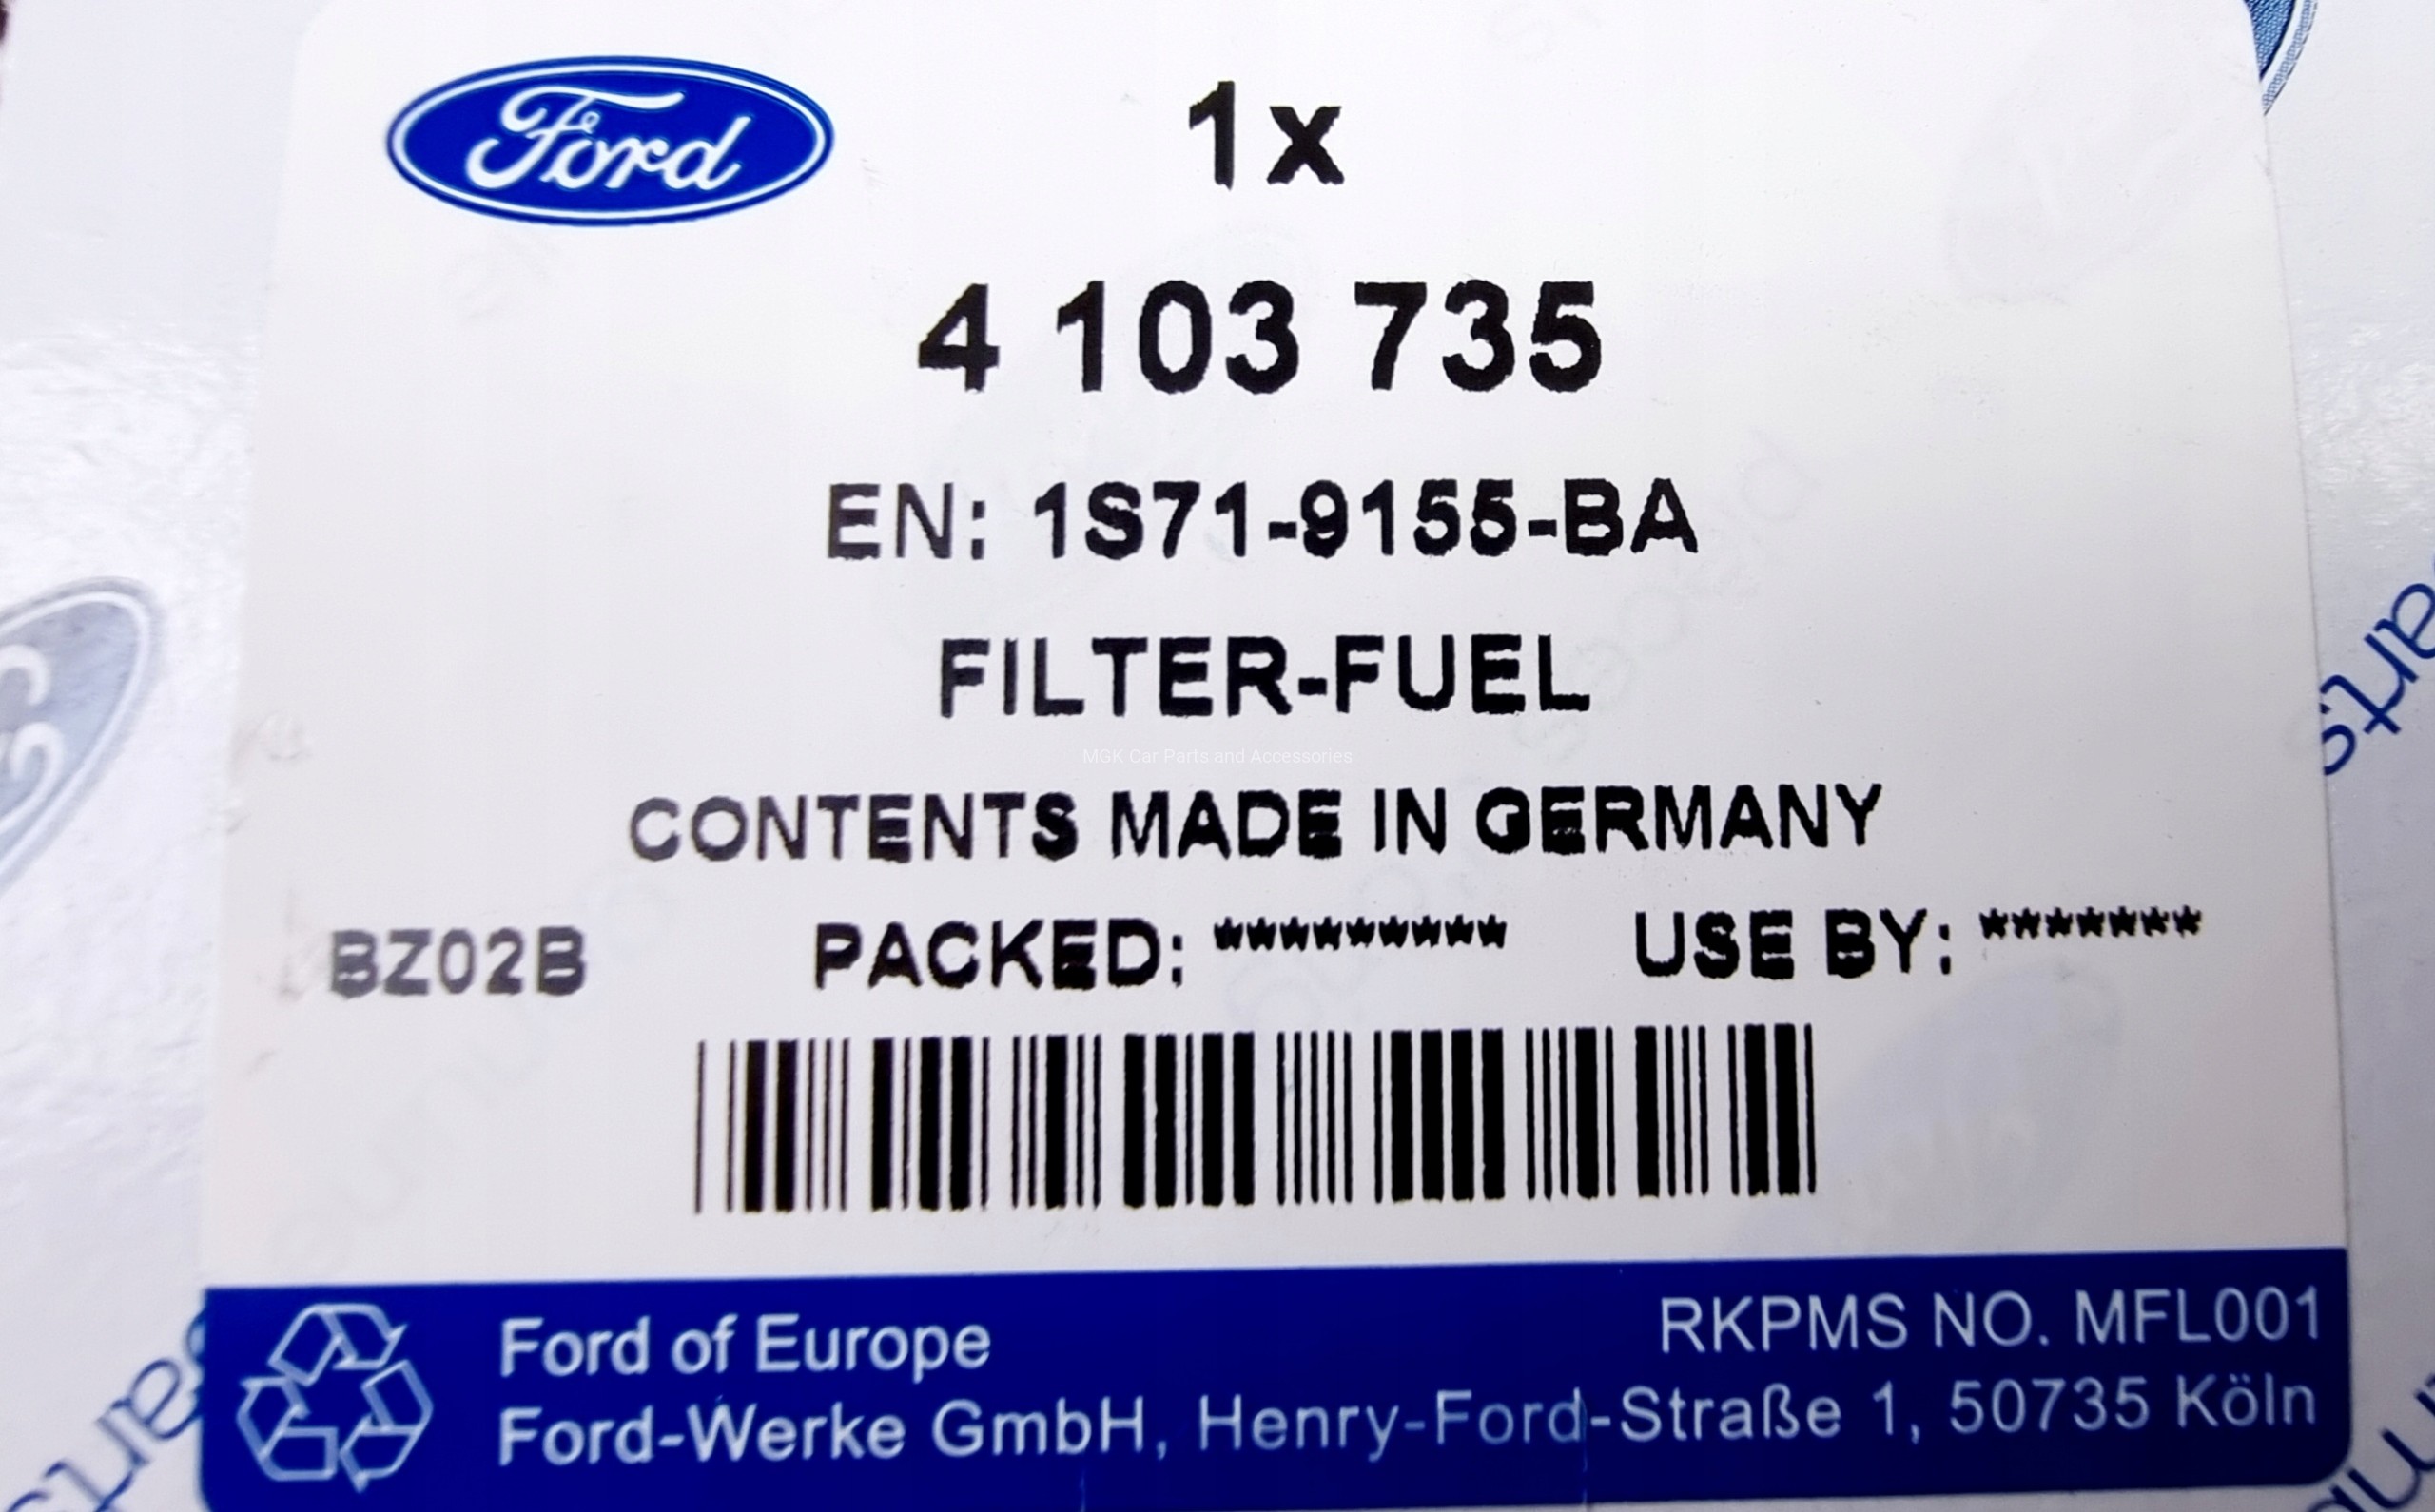 Ford
1x
4 103 735
EN: 1S71-9155-BA
FILTER-FUEL
MGK Car Parts and Accessories
CONTENTS MADE IN GERMANY
BZ02B PACKED: ********* USE BY: *******
Ford of Europe
RKPMS NO. MFL001
Ford-Werke GmbH, Henry-Ford-Straße 1, 50735 Köln
arts
arts